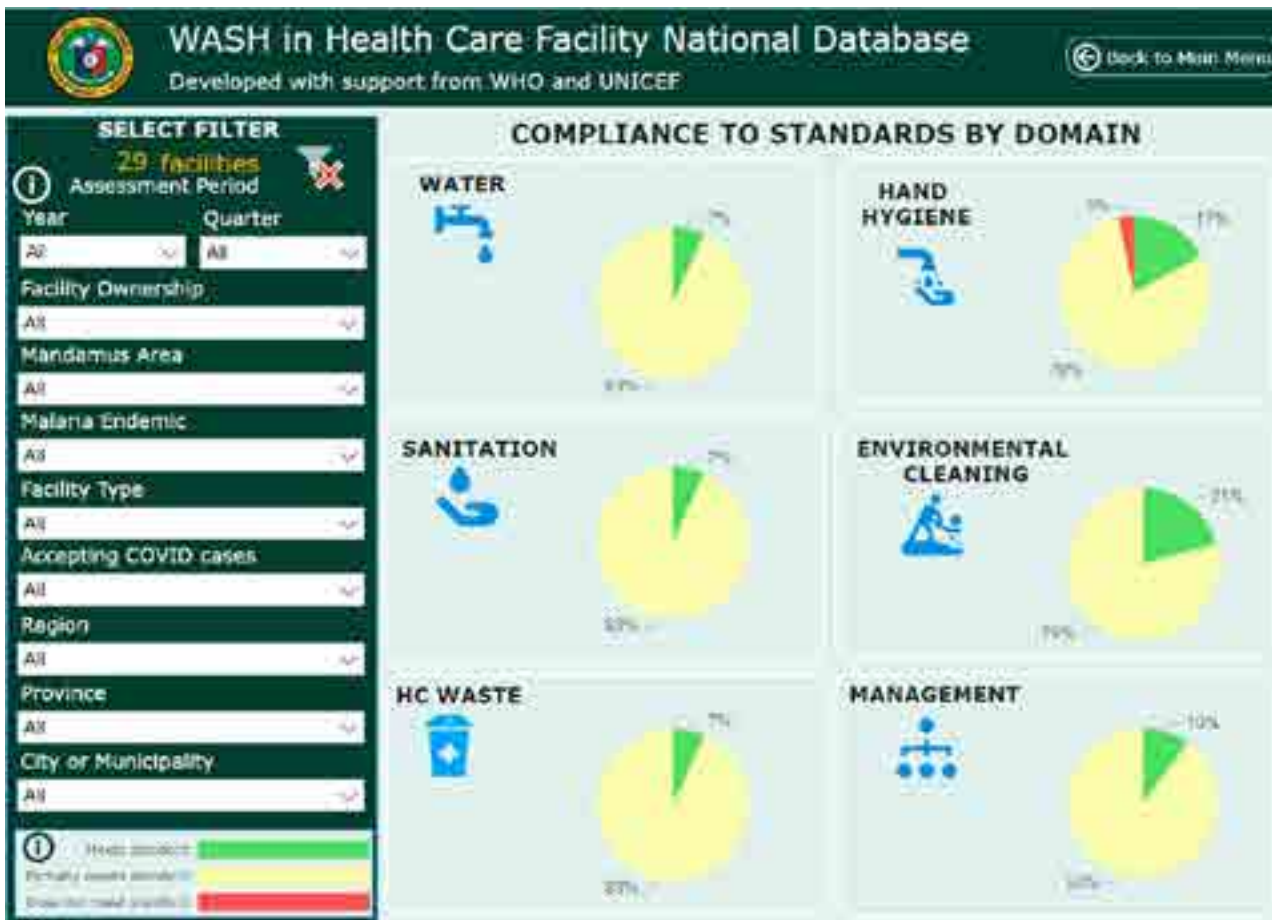 WASH in Health Care Facility National Database
Developed with support from WHO and UNICEF
Back to Main Menu
SELECT FILTER
29 facilities
Assessment Period
Year
Quarter
All
All
Facility Ownership
All
Mandamus Area
All
Malaria Endemic
All
Facility Type
All
Accepting COVID cases
All
Region
All
Province
All
City or Municipality
All
COMPLIANCE TO STANDARDS BY DOMAIN
WATER
7%
93%
HAND
HYGIENE
17%
SANITATION
7%
93%
ENVIRONMENTAL
CLEANING
21%
79%
HC WASTE
7%
93%
MANAGEMENT
10%